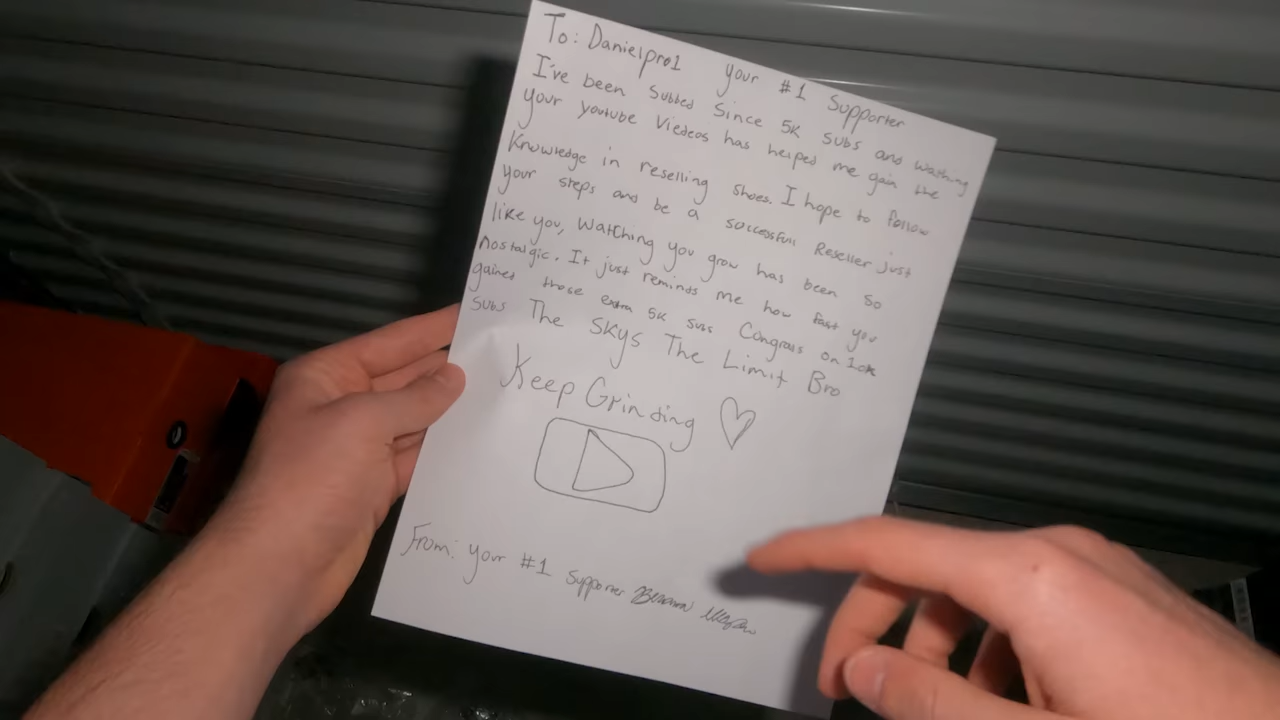 To: Danielpro1 your #1 Supporter
I've been Subbed Since 5K subs and wathing
your youtube Viedeos has helped me gain the
Knowledge in reselling shoes. I hope to follow
your steps and be a successfull Reseller just
like you, Watching you grow has been so
nostalgic. It just reminds me how fast you
gained those extra 5K subs Congrats on 10K
subs The Skys The Limit Bro
Keep Grinding
From: your #1 Supporter